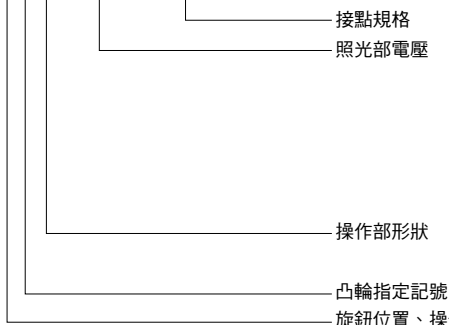 接點規格
照光部電壓
操作部形狀
凸輪指定記號
旋鈕位置、操